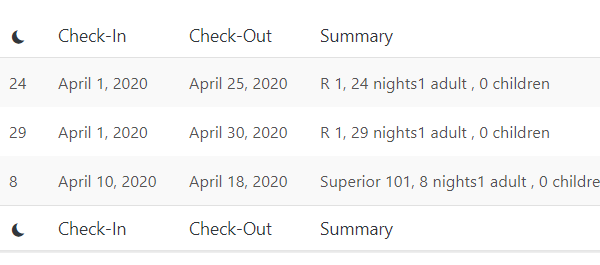 Check-In Check-Out Summary
24 April 1, 2020 April 25, 2020 R 1, 24 nights1 adult , 0 children
29 April 1, 2020 April 30, 2020 R 1, 29 nights1 adult , 0 children
8 April 10, 2020 April 18, 2020 Superior 101, 8 nights1 adult , 0 childre
Check-In Check-Out Summary